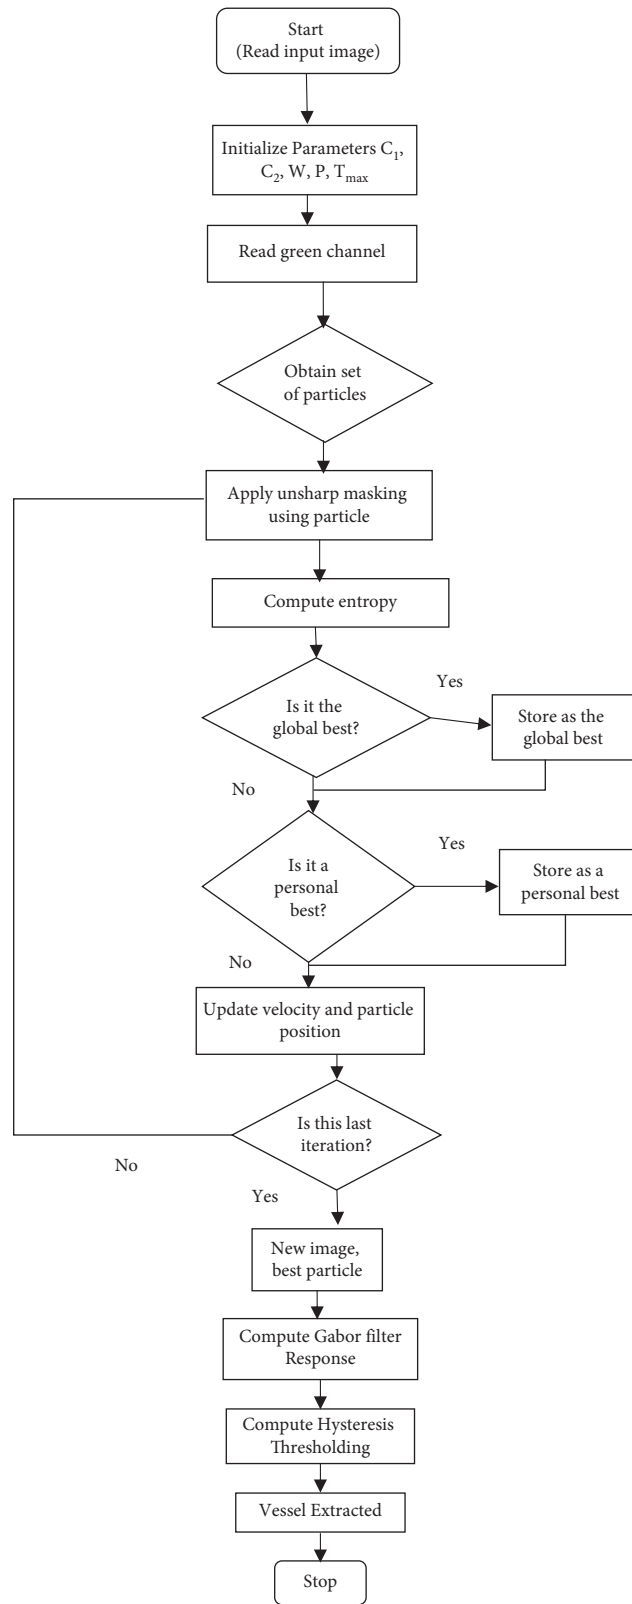 Start
(Read input image)
Initialize Parameters C₁,
C₂, W, P, Tₘₐₓ
Read green channel
Obtain set
of particles
Apply unsharp masking
using particle
Compute entropy
Is it the
global best?
Yes
Store as the
global best
No
Is it a
personal
best?
Yes
Store as a
personal best
No
Update velocity and particle
position
Is this last
iteration?
No
Yes
New image,
best particle
Compute Gabor filter
Response
Compute Hysteresis
Thresholding
Vessel Extracted
Stop